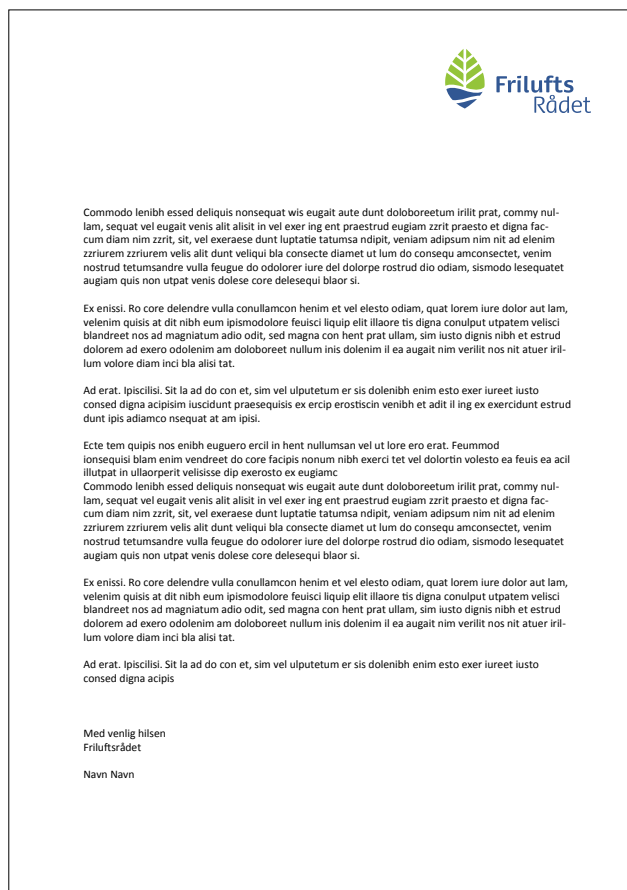 Frilufts
Rådet
Commodo lenibh essed deliquis nonsequat wis eugait aute dunt doloboreetum irilit prat, commy nul-
lam, sequat vel eugait venis alit alisit in vel exer ing ent praestrud eugiam zzrit praesto et digna fac-
cum diam nim zzrit, sit, vel exeraese dunt luptatie tatumsa ndipit, veniam adipsum nim nit ad elenim
zzriurem zzriurem velis alit dunt veliqui bla consecte diamet ut lum do consequ amconsectet, venim
nostrud tetumsandre vulla feugue do odolorer iure del dolorpe rostrud dio odiam, sismodo lesequatet
augiam quis non utpat venis dolese core delesequi blaor si.
Ex enissi. Ro core delendre vulla conullamcon henim et vel elesto odiam, quat lorem iure dolor aut lam,
velenim quisis at dit nibh eum ipismodolore feuisci liquip elit illaore tis digna conulput utpatem velisci
blandreet nos ad magniatum adio odit, sed magna con hent prat ullam, sim iusto dignis nibh et estrud
dolorem ad exero odolenim am doloboreet nullum inis dolenim il ea augait nim verilit nos nit atuer iril-
lum volore diam inci bla alisi tat.
Ad erat. Ipiscilisi. Sit la ad do con et, sim vel ulputetum er sis dolenibh enim esto exer iureet iusto
consed digna acipisim iuscidunt praesequisis ex ercip erostiscin venibh et adit il ing ex exercidunt estrud
dunt ipis adiamco nsequat at am ipisi.
Ecte tem quipis nos enibh euguero ercil in hent nullumsan vel ut lore ero erat. Feummod
ionsequisi blam enim vendreet do core facipis nonum nibh exerci tet vel dolortin volesto ea feuis ea acil
illutpat in ullaorperit velisisse dip exerosto ex eugiamc
Commodo lenibh essed deliquis nonsequat wis eugait aute dunt doloboreetum irilit prat, commy nul-
lam, sequat vel eugait venis alit alisit in vel exer ing ent praestrud eugiam zzrit praesto et digna fac-
cum diam nim zzrit, sit, vel exeraese dunt luptatie tatumsa ndipit, veniam adipsum nim nit ad elenim
zzriurem zzriurem velis alit dunt veliqui bla consecte diamet ut lum do consequ amconsectet, venim
nostrud tetumsandre vulla feugue do odolorer iure del dolorpe rostrud dio odiam, sismodo lesequatet
augiam quis non utpat venis dolese core delesequi blaor si.
Ex enissi. Ro core delendre vulla conullamcon henim et vel elesto odiam, quat lorem iure dolor aut lam,
velenim quisis at dit nibh eum ipismodolore feuisci liquip elit illaore tis digna conulput utpatem velisci
blandreet nos ad magniatum adio odit, sed magna con hent prat ullam, sim iusto dignis nibh et estrud
dolorem ad exero odolenim am doloboreet nullum inis dolenim il ea augait nim verilit nos nit atuer iril-
lum volore diam inci bla alisi tat.
Ad erat. Ipiscilisi. Sit la ad do con et, sim vel ulputetum er sis dolenibh enim esto exer iureet iusto
consed digna acipis
Med venlig hilsen
Friluftsrådet
Navn Navn